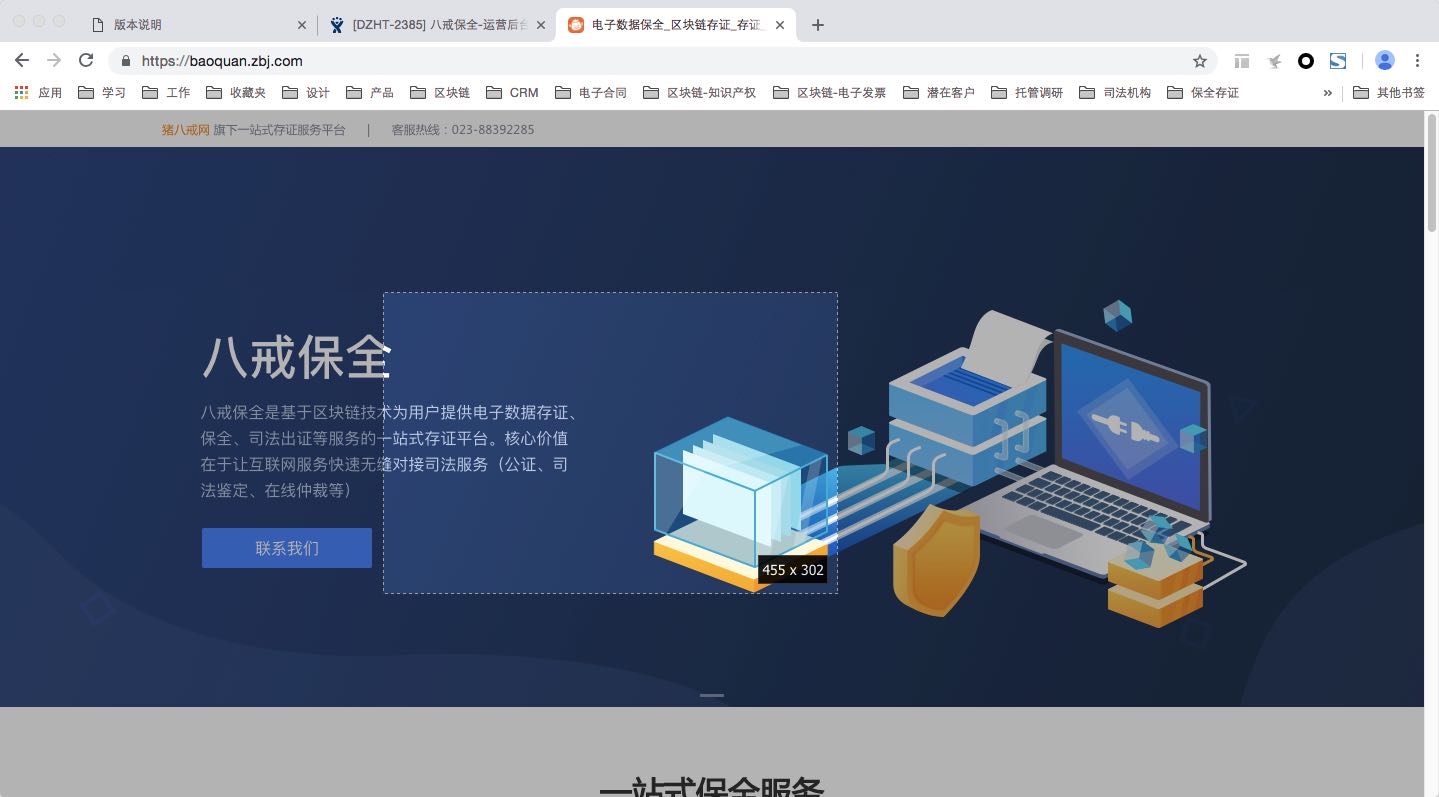 版本说明
[DZHT-2385] 八戒保全-运营后台
电子数据保全_区块链存证_存证_
https://baoquan.zbj.com
应用 学习 工作 收藏夹 设计 产品 区块链 CRM 电子合同 区块链-知识产权 区块链-电子发票 潜在客户 托管调研 司法机构 保全存证 » 其他书签
猪八戒网 旗下一站式存证服务平台 | 客服热线：023-88392285
八戒保全
八戒保全是基于区块链技术为用户提供电子数据存证、
保全、司法出证等服务的一站式存证平台。核心价值
在于让互联网服务快速无缝对接司法服务（公证、司
法鉴定、在线仲裁等）
联系我们
455 x 302
一站式保全服务